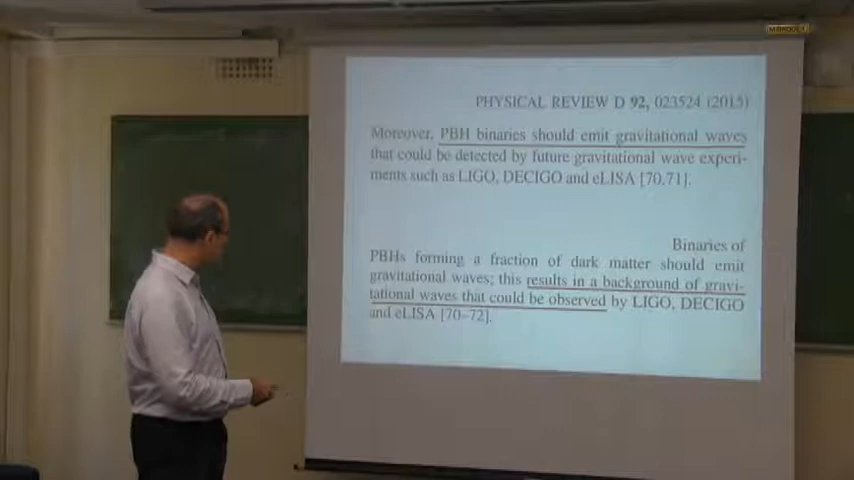 PHYSICAL REVIEW D 92, 023524 (2015)
Moreover, PBH binaries should emit gravitational waves
that could be detected by future gravitational wave experi-
ments such as LIGO, DECIGO and eLISA [70,71].
Binaries of
PBHs forming a fraction of dark matter should emit
gravitational waves; this results in a background of gravi-
tational waves that could be observed by LIGO, DECIGO
and eLISA [70–72].